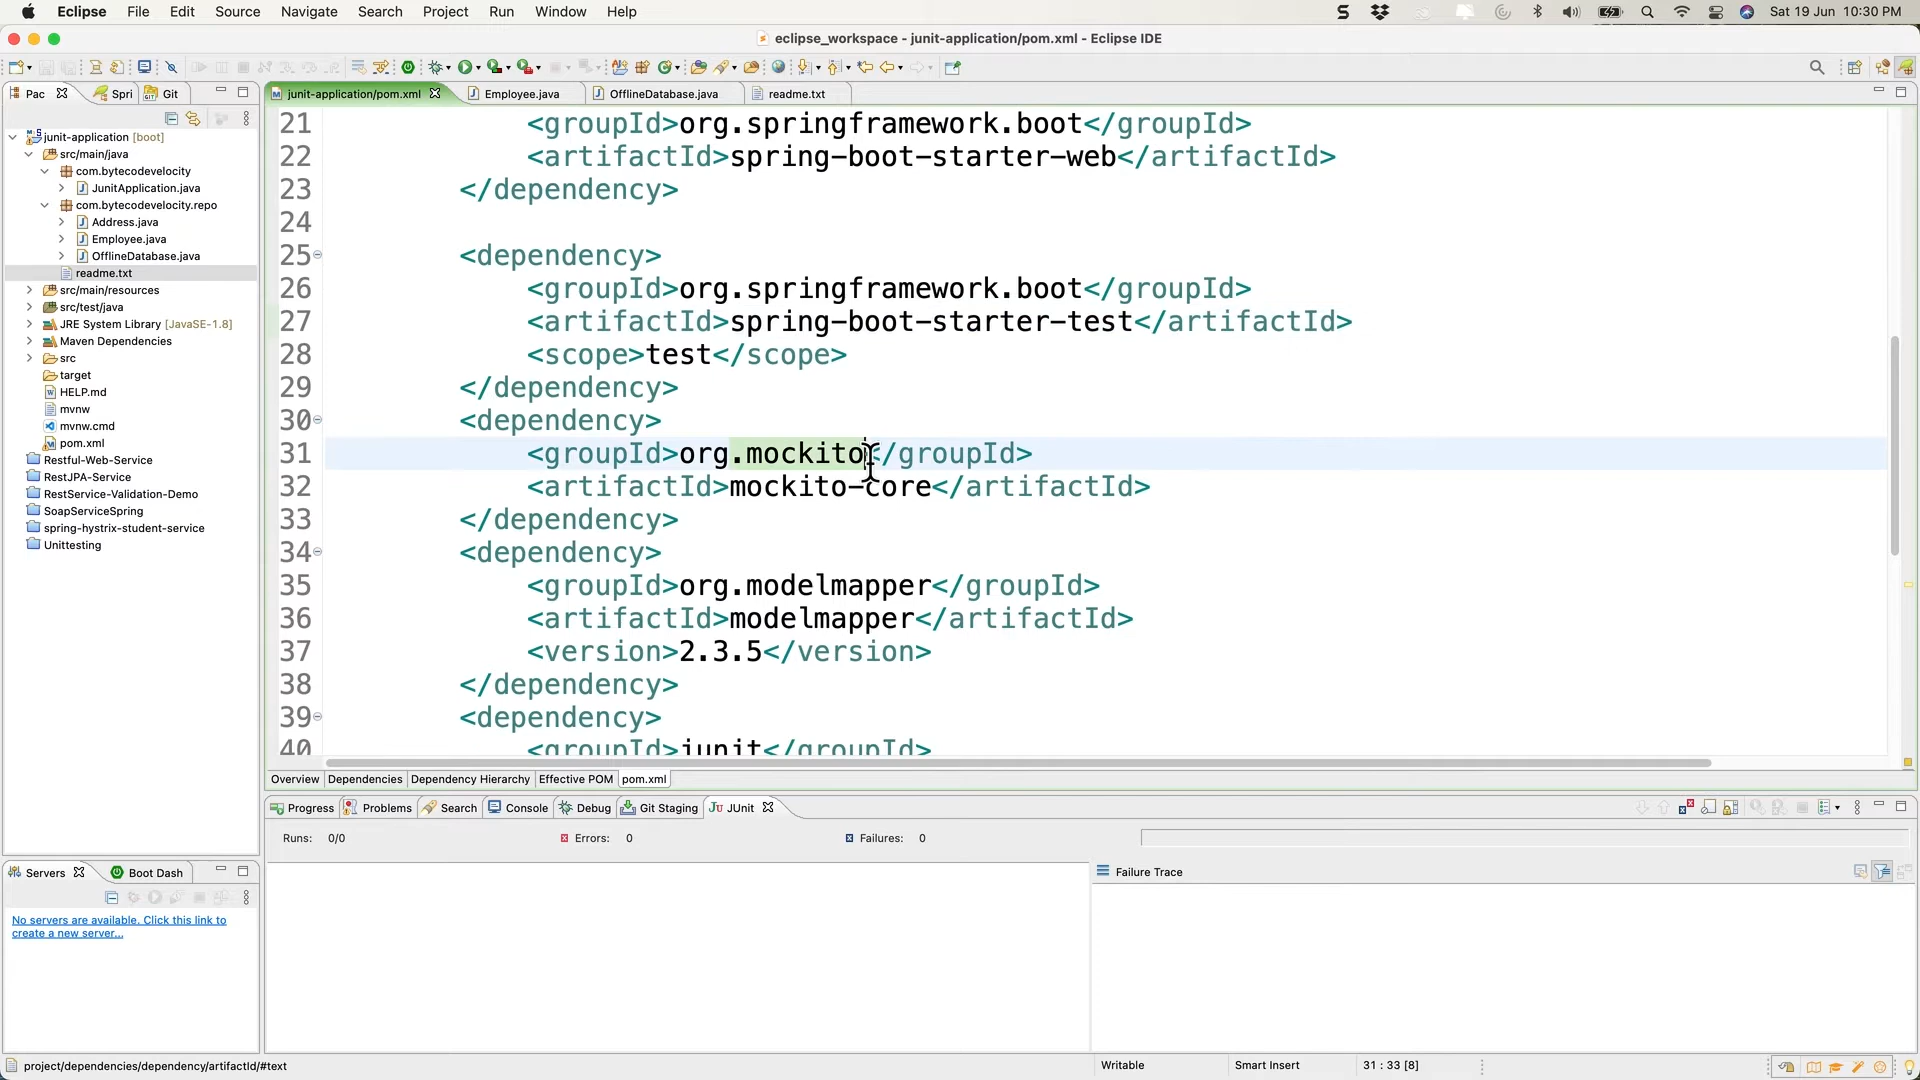 Eclipse File Edit Source Navigate Search Project Run Window Help
Sat 19 Jun 10:30 PM
eclipse_workspace - junit-application/pom.xml - Eclipse IDE
Pac Spri Git
junit-application/pom.xml Employee.java OfflineDatabase.java readme.txt
junit-application [boot]
src/main/java
com.bytecodevelocity
JunitApplication.java
com.bytecodevelocity.repo
Address.java
Employee.java
OfflineDatabase.java
readme.txt
src/main/resources
src/test/java
JRE System Library [JavaSE-1.8]
Maven Dependencies
src
target
HELP.md
mvnw
mvnw.cmd
pom.xml
Restful-Web-Service
RestJPA-Service
RestService-Validation-Demo
SoapServiceSpring
spring-hystrix-student-service
Unittesting
21 <groupId>org.springframework.boot</groupId>
22 <artifactId>spring-boot-starter-web</artifactId>
23 </dependency>
24
25 <dependency>
26 <groupId>org.springframework.boot</groupId>
27 <artifactId>spring-boot-starter-test</artifactId>
28 <scope>test</scope>
29 </dependency>
30 <dependency>
31 <groupId>org.mockito</groupId>
32 <artifactId>mockito-core</artifactId>
33 </dependency>
34 <dependency>
35 <groupId>org.modelmapper</groupId>
36 <artifactId>modelmapper</artifactId>
37 <version>2.3.5</version>
38 </dependency>
39 <dependency>
40 <groupId>junit</groupId>
Overview Dependencies Dependency Hierarchy Effective POM pom.xml
Progress Problems Search Console Debug Git Staging JUnit
Runs: 0/0 Errors: 0 Failures: 0
Failure Trace
Servers Boot Dash
No servers are available. Click this link to
create a new server...
project/dependencies/dependency/artifactId/#text
Writable Smart Insert 31 : 33 [8]